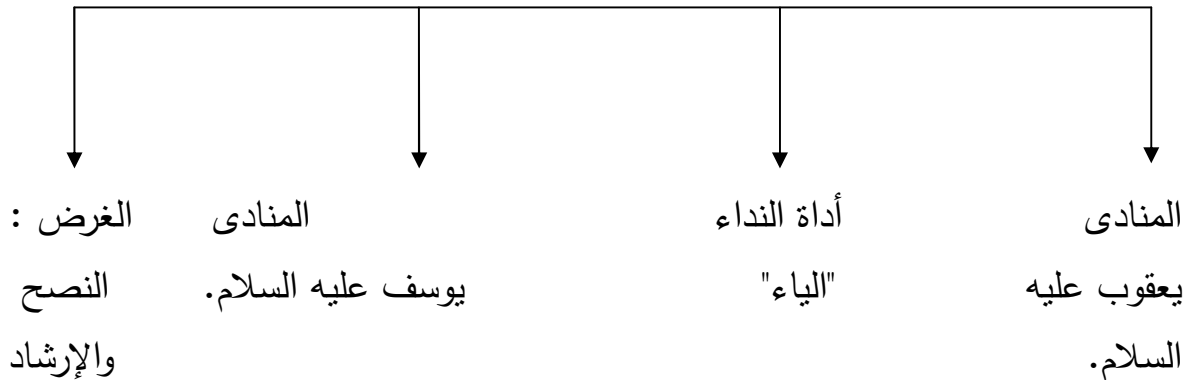 المنادى أداة النداء المنادى الغرض :
يعقوب عليه "الياء" يوسف عليه السلام. النصح
السلام. والإرشاد